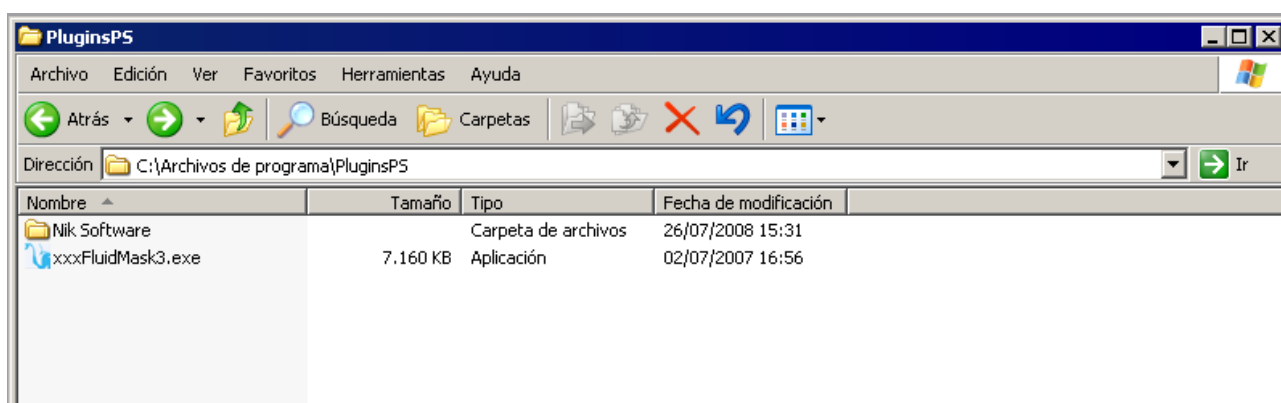 PluginsPS
Archivo Edición Ver Favoritos Herramientas Ayuda
Atrás Búsqueda Carpetas
Dirección C:\Archivos de programa\PluginsPS Ir
Nombre Tamaño Tipo Fecha de modificación
Nik Software Carpeta de archivos 26/07/2008 15:31
xxxFluidMask3.exe 7.160 KB Aplicación 02/07/2007 16:56